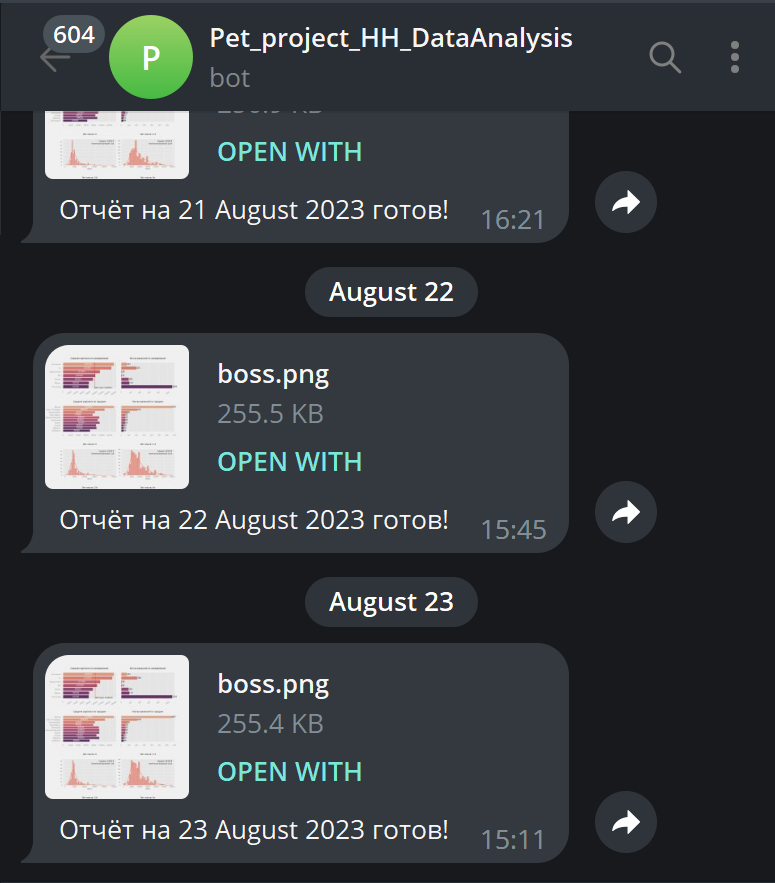 604
P
Pet_project_HH_DataAnalysis
bot
OPEN WITH
Отчёт на 21 August 2023 готов!
16:21
August 22
boss.png
255.5 KB
OPEN WITH
Отчёт на 22 August 2023 готов!
15:45
August 23
boss.png
255.4 KB
OPEN WITH
Отчёт на 23 August 2023 готов!
15:11